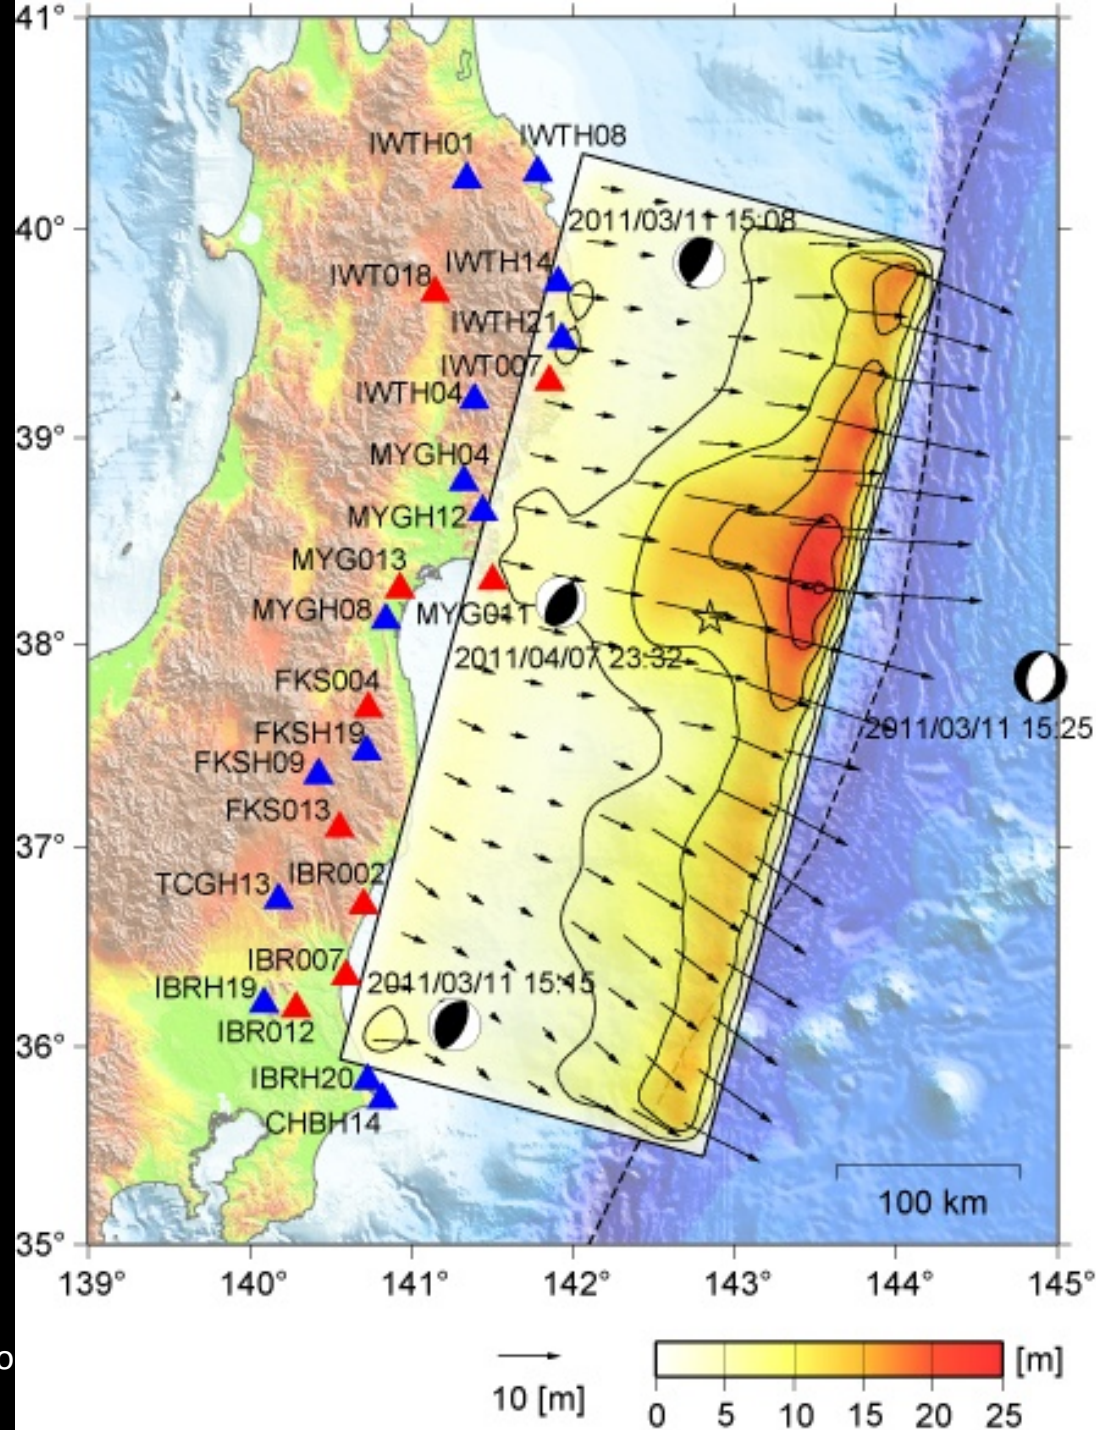 41°
IWTH01
IWTH08
40°
2011/03/11 15:08
IWTH14
IWT018
IWTH21
IWT007
IWTH04
39°
MYGH04
MYGH12
MYG013
MYGH08
MYG011
38°
2011/04/07 23:32
FKS004
2011/03/11 15:25
FKSH19
FKSH09
FKS013
37°
IBR002
TCGH13
IBR007
2011/03/11 15:15
IBRH19
IBR012
36°
IBRH20
CHBH14
100 km
35°
139° 140° 141° 142° 143° 144° 145°
o
10 [m]
[m]
0 5 10 15 20 25